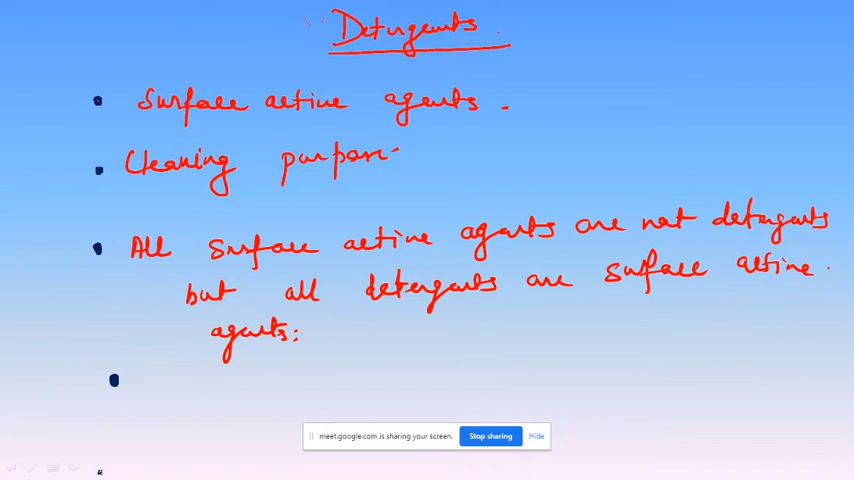 Detergents.
Surface active agents.
Cleaning purpose
All surface active agents are not detergents
but all detergents are surface active.
agents:
meet.google.com is sharing your screen. Stop sharing Hide